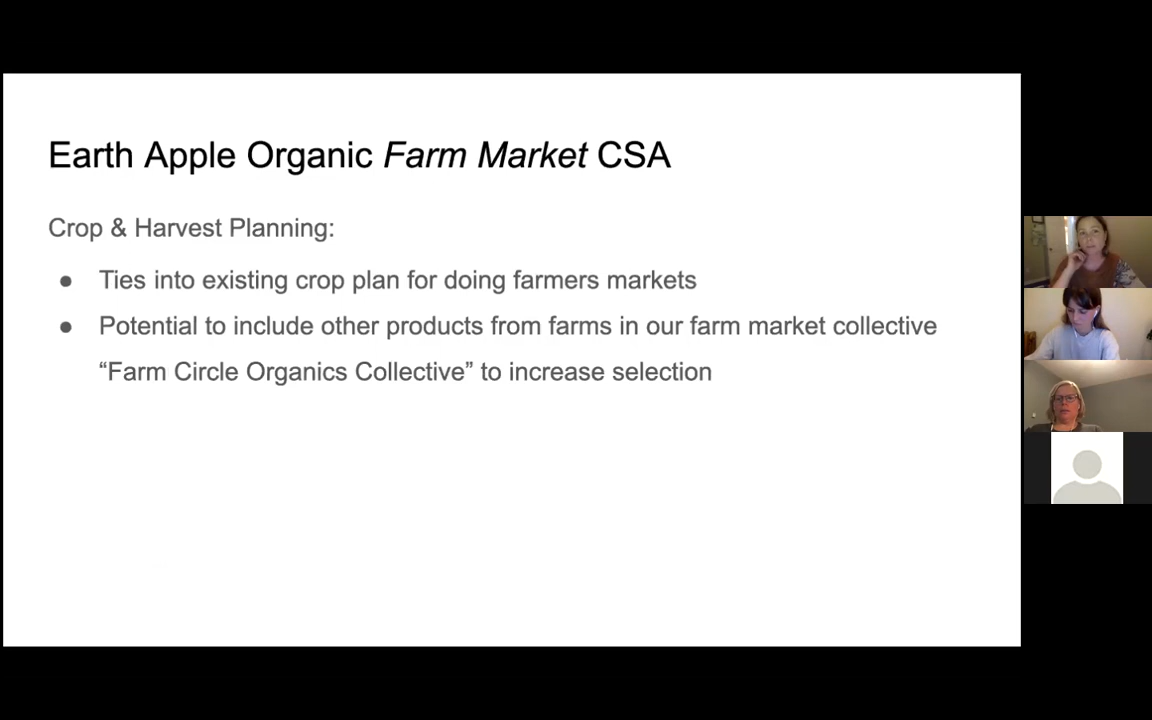 Earth Apple Organic Farm Market CSA
Crop & Harvest Planning:
● Ties into existing crop plan for doing farmers markets
● Potential to include other products from farms in our farm market collective
“Farm Circle Organics Collective” to increase selection